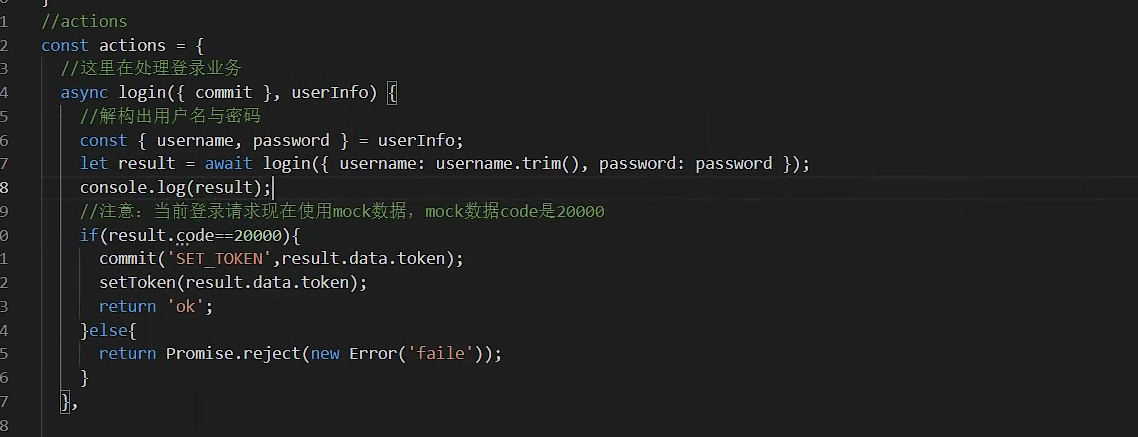 0 }
1 //actions
2 const actions = {
3 //这里在处理登录业务
4 async login({ commit }, userInfo) {
5 //解构出用户名与密码
6 const { username, password } = userInfo;
7 let result = await login({ username: username.trim(), password: password });
8 console.log(result);
9 //注意：当前登录请求现在使用mock数据，mock数据code是20000
0 if(result.code==20000){
1 commit('SET_TOKEN',result.data.token);
2 setToken(result.data.token);
3 return 'ok';
4 }else{
5 return Promise.reject(new Error('faile'));
6 }
7 },
8